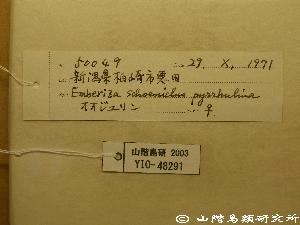 50049 29. X. 1971
新潟県柏崎市粟田
Emberiza schoeniclus pyrrhulina
オオジュリン ♀
山階鳥研 2003
YIO-48291
© 山階鳥類研究所